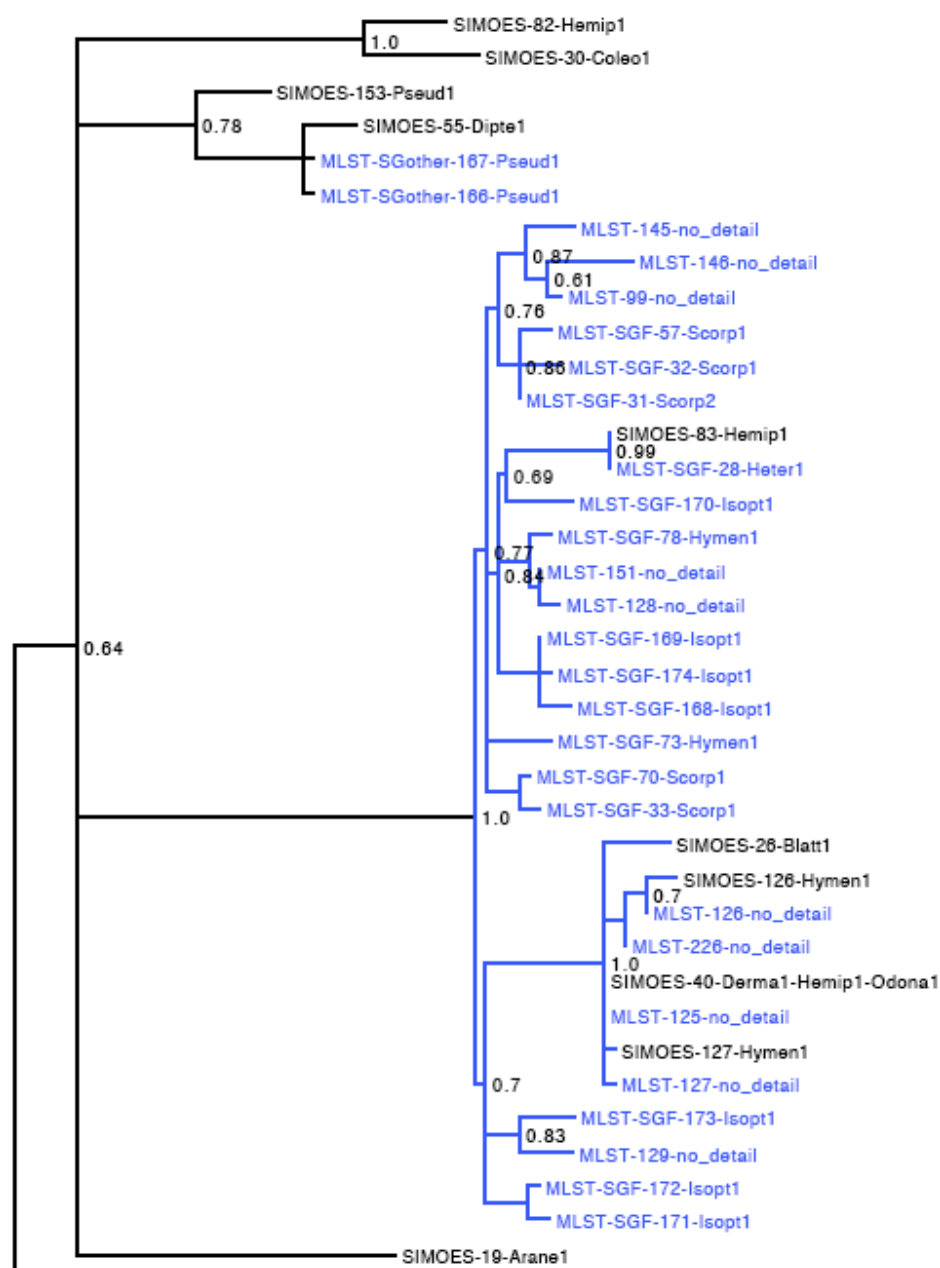 SIMOES-82-Hemip1
1.0
SIMOES-30-Coleo1
SIMOES-153-Pseud1
0.78
SIMOES-55-Dipte1
MLST-SGother-167-Pseud1
MLST-SGother-166-Pseud1
MLST-145-no_detail
0.87
MLST-146-no_detail
0.61
MLST-99-no_detail
0.76
MLST-SGF-57-Scorp1
0.86
MLST-SGF-32-Scorp1
MLST-SGF-31-Scorp2
SIMOES-83-Hemip1
0.99
MLST-SGF-28-Heter1
0.69
MLST-SGF-170-Isopt1
MLST-SGF-78-Hymen1
0.77
0.84
MLST-151-no_detail
MLST-128-no_detail
MLST-SGF-169-Isopt1
0.64
MLST-SGF-174-Isopt1
MLST-SGF-168-Isopt1
MLST-SGF-73-Hymen1
MLST-SGF-70-Scorp1
MLST-SGF-33-Scorp1
1.0
SIMOES-26-Blatt1
SIMOES-126-Hymen1
0.7
MLST-126-no_detail
MLST-226-no_detail
1.0
SIMOES-40-Derma1-Hemip1-Odona1
MLST-125-no_detail
SIMOES-127-Hymen1
MLST-127-no_detail
0.7
MLST-SGF-173-Isopt1
0.83
MLST-129-no_detail
MLST-SGF-172-Isopt1
MLST-SGF-171-Isopt1
SIMOES-19-Arane1